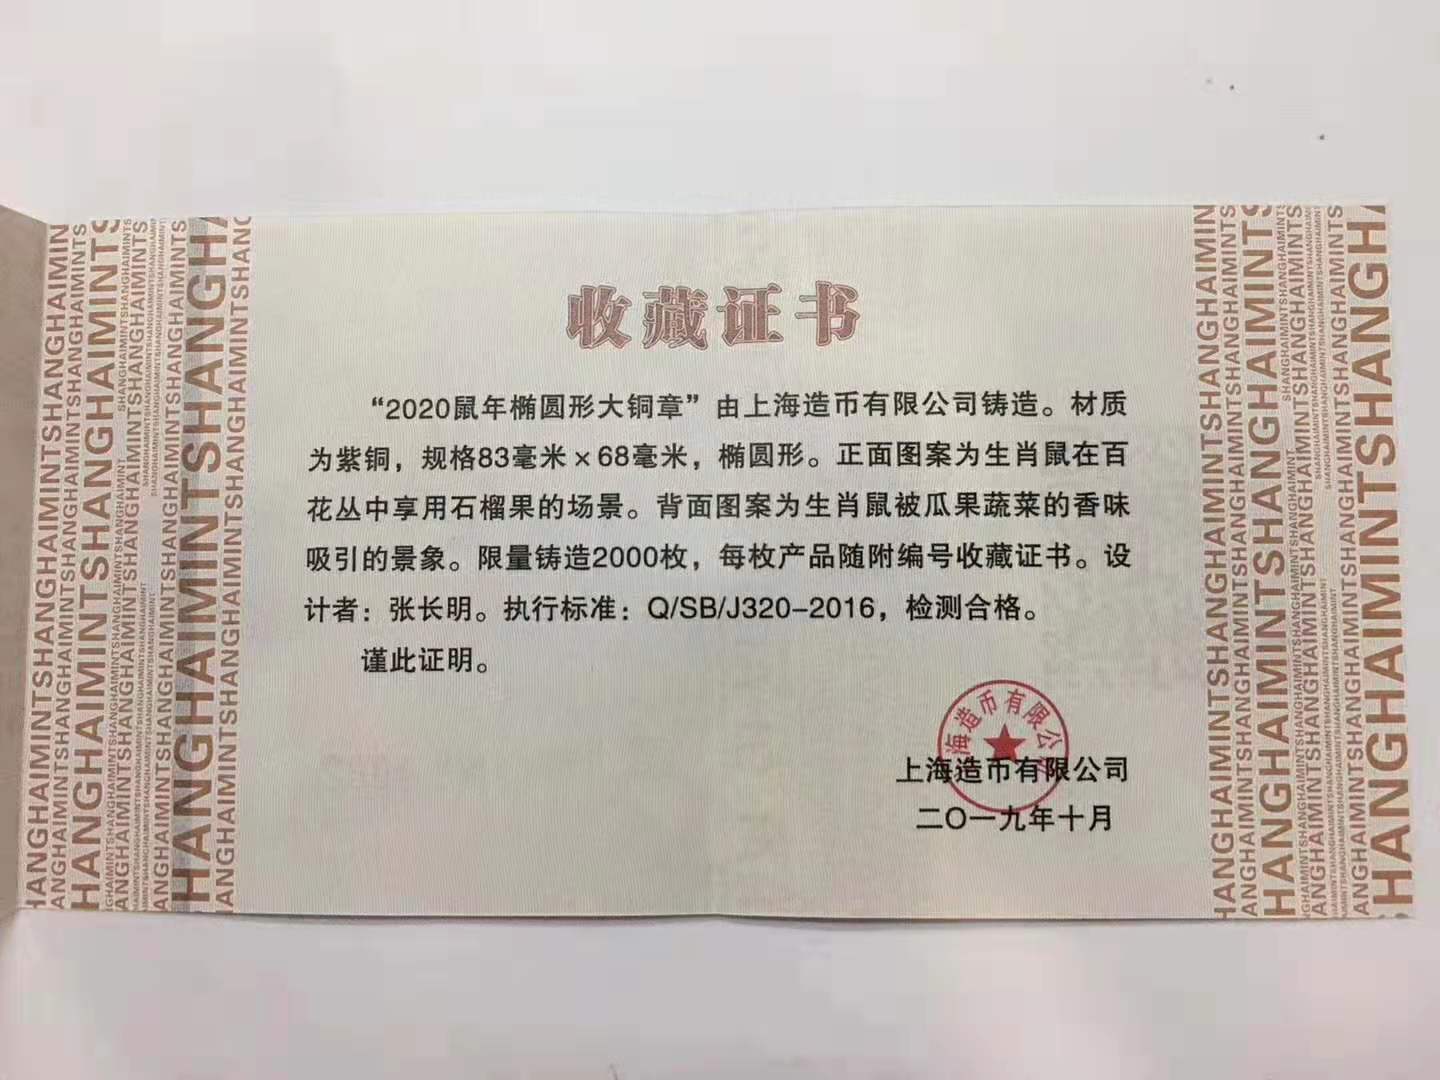 收藏证书
“2020鼠年椭圆形大铜章”由上海造币有限公司铸造。材质
为紫铜，规格83毫米×68毫米，椭圆形。正面图案为生肖鼠在百
花丛中享用石榴果的场景。背面图案为生肖鼠被瓜果蔬菜的香味
吸引的景象。限量铸造2000枚，每枚产品随附编号收藏证书。设
计者：张长明。执行标准：Q/SB/J320-2016，检测合格。
谨此证明。
海造币有限公
上海造币有限公司
二〇一九年十月